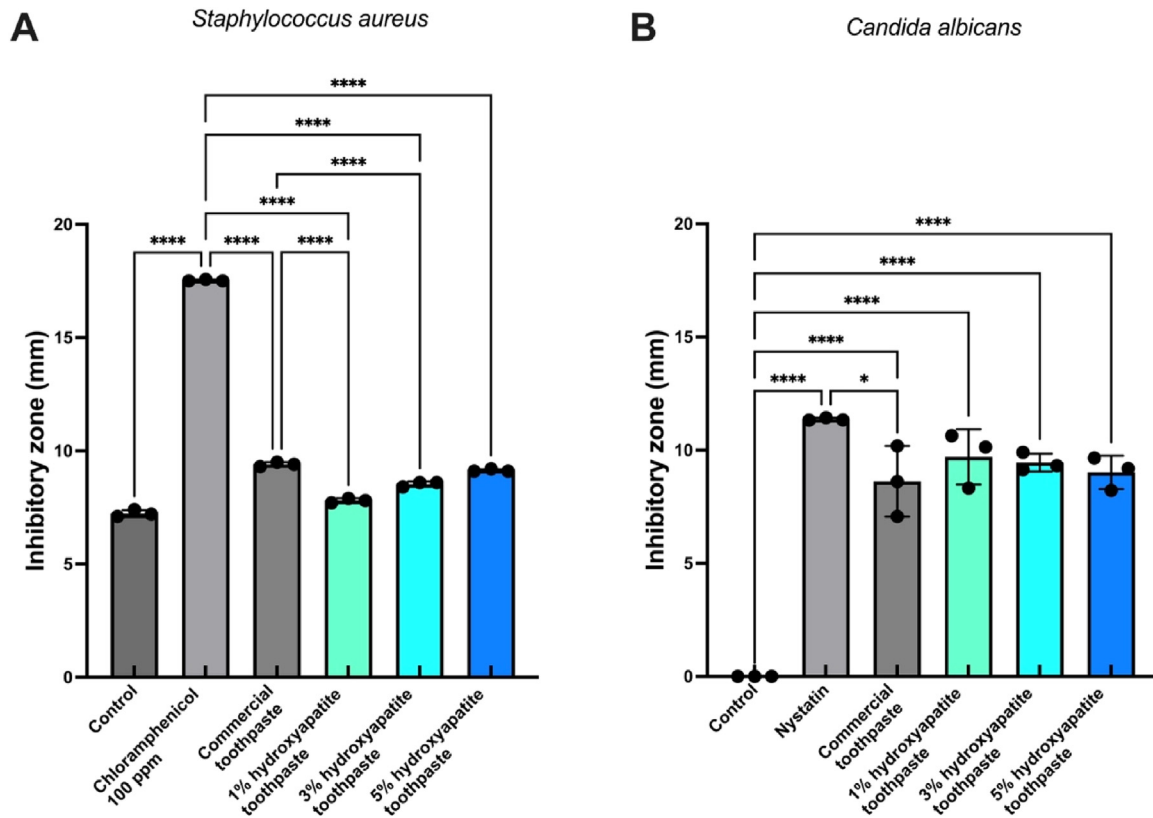 A
Staphylococcus aureus
****
****
****
****
****
****
****
20
15
10
5
0
Inhibitory zone (mm)
Control
Chloramphenicol
100 ppm
Commercial
toothpaste
1% hydroxyapatite
toothpaste
3% hydroxyapatite
toothpaste
5% hydroxyapatite
toothpaste
B
Candida albicans
****
****
****
****
****
*
20
15
10
5
0
Inhibitory zone (mm)
Control
Nystatin
Commercial
toothpaste
1% hydroxyapatite
toothpaste
3% hydroxyapatite
toothpaste
5% hydroxyapatite
toothpaste